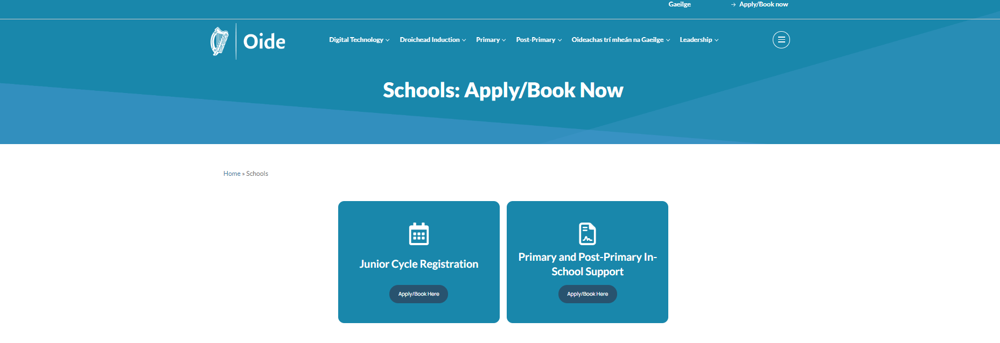 Gaeilge
→ Apply/Book now
Oide
Digital Technology
Droichead Induction
Primary
Post-Primary
Oideachas trí mheán na Gaeilge
Leadership
Schools: Apply/Book Now
Home » Schools
Junior Cycle Registration
Apply/Book Here
Primary and Post-Primary In-
School Support
Apply/Book Here